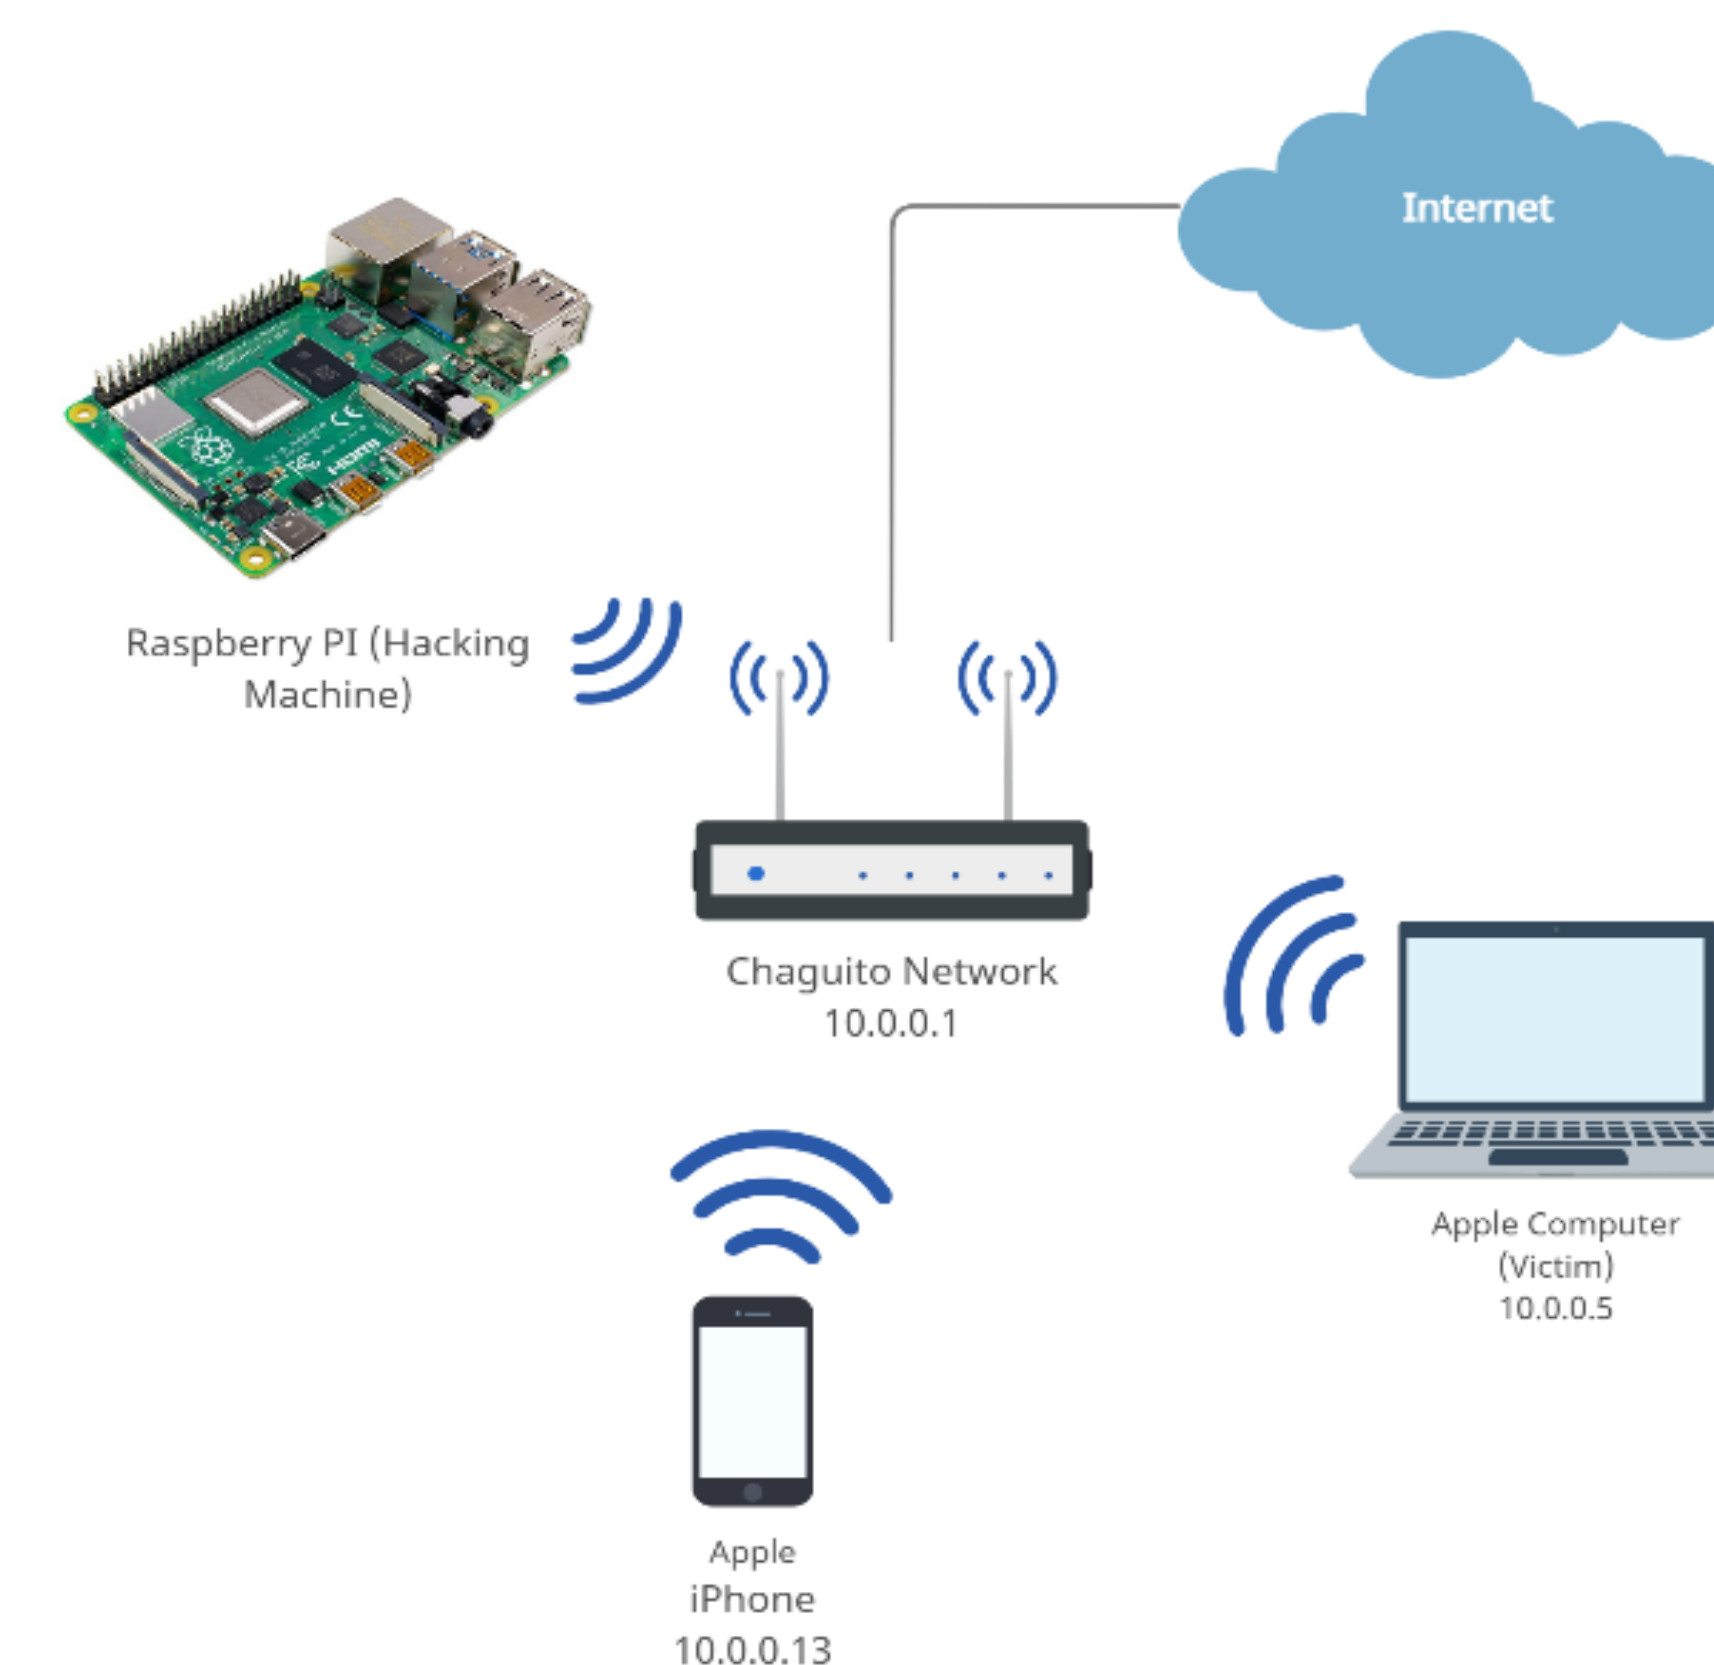 Internet
HDMI
Raspberry PI (Hacking
Machine)
Chaguito Network
10.0.0.1
Apple Computer
(Victim)
10.0.0.5
Apple
iPhone
10.0.0.13